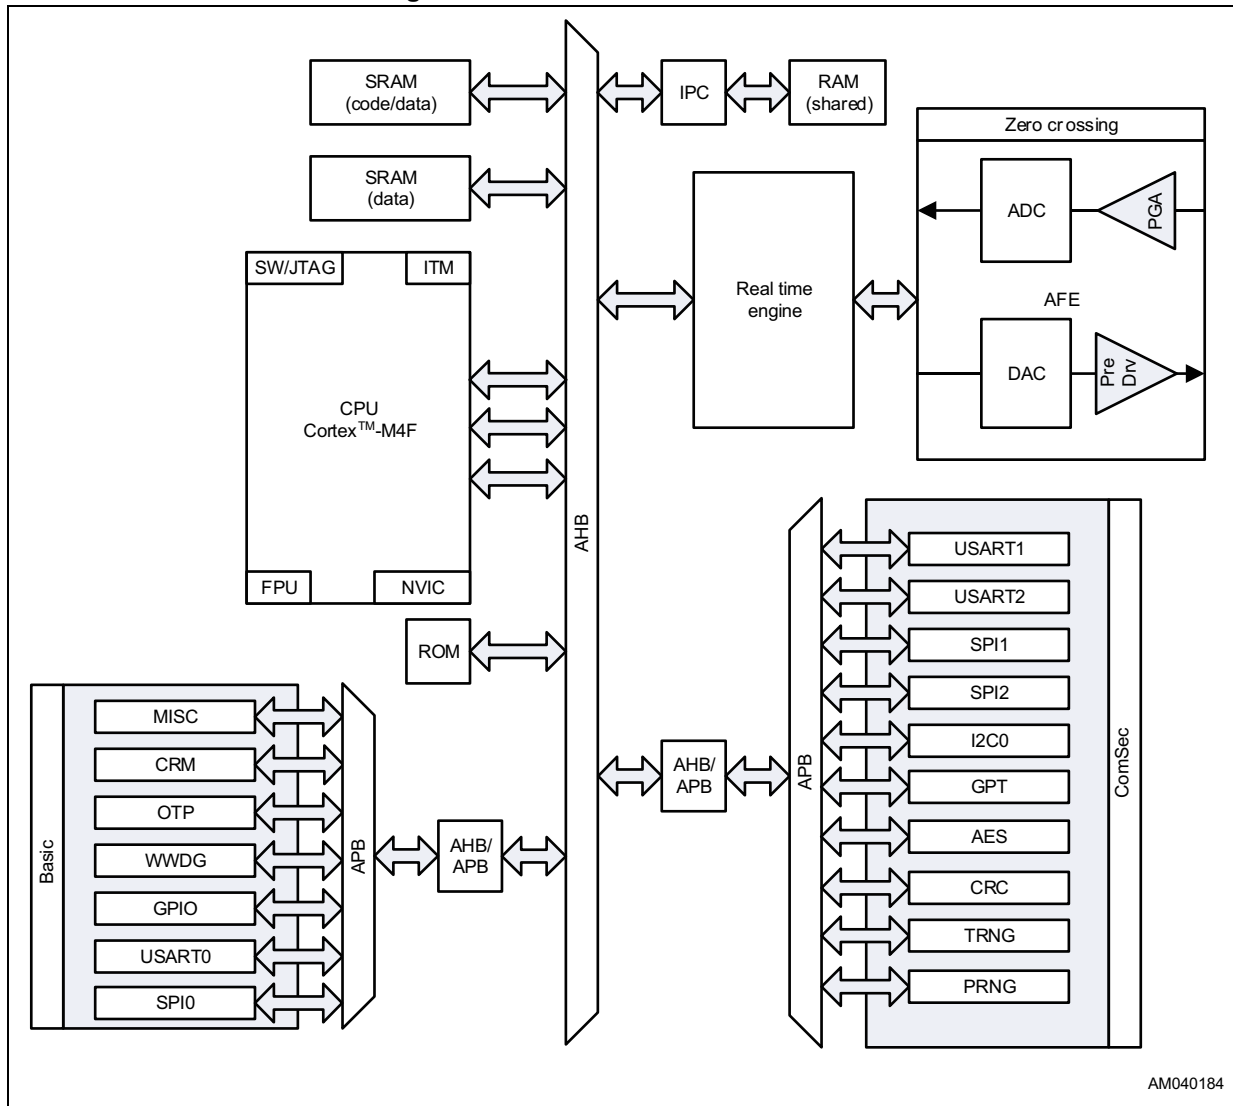 SRAM
(code/data)
IPC
RAM
(shared)
SRAM
(data)
Zero crossing
ADC
PGA
AFE
DAC
Pre
Drv
Real time
engine
SW/JTAG
ITM
CPU
Cortex™-M4F
FPU
NVIC
AHB
ROM
Basic
MISC
CRM
OTP
WWDG
GPIO
USART0
SPI0
APB
AHB/
APB
AHB/
APB
APB
USART1
USART2
SPI1
SPI2
I2C0
GPT
AES
CRC
TRNG
PRNG
ComSec
AM040184